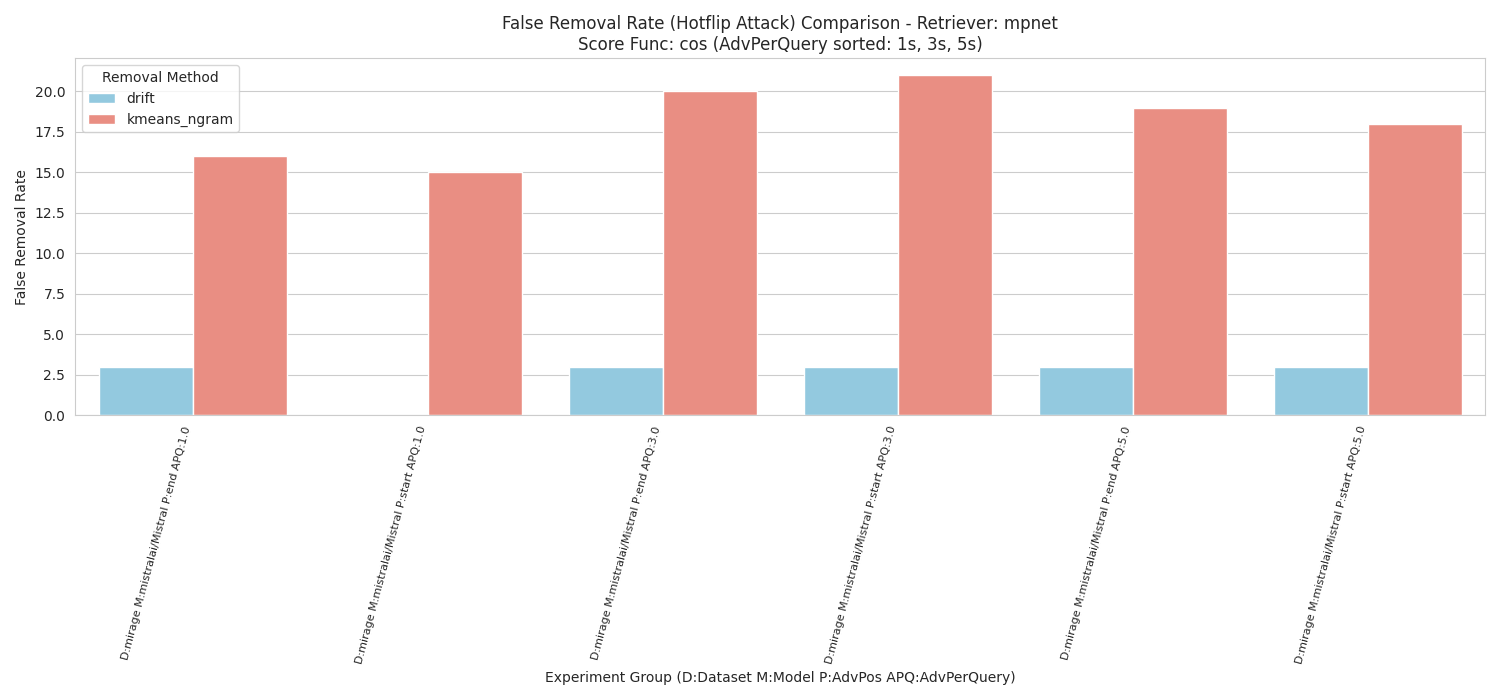 False Removal Rate (Hotflip Attack) Comparison - Retriever: mpnet
Score Func: cos (AdvPerQuery sorted: 1s, 3s, 5s)
Removal Method
drift
kmeans_ngram
False Removal Rate
20.0
17.5
15.0
12.5
10.0
7.5
5.0
2.5
0.0
D:mirage M:mistralai/Mistral P:end APQ:1.0
D:mirage M:mistralai/Mistral P:start APQ:1.0
D:mirage M:mistralai/Mistral P:end APQ:3.0
D:mirage M:mistralai/Mistral P:start APQ:3.0
D:mirage M:mistralai/Mistral P:end APQ:5.0
D:mirage M:mistralai/Mistral P:start APQ:5.0
Experiment Group (D:Dataset M:Model P:AdvPos APQ:AdvPerQuery)